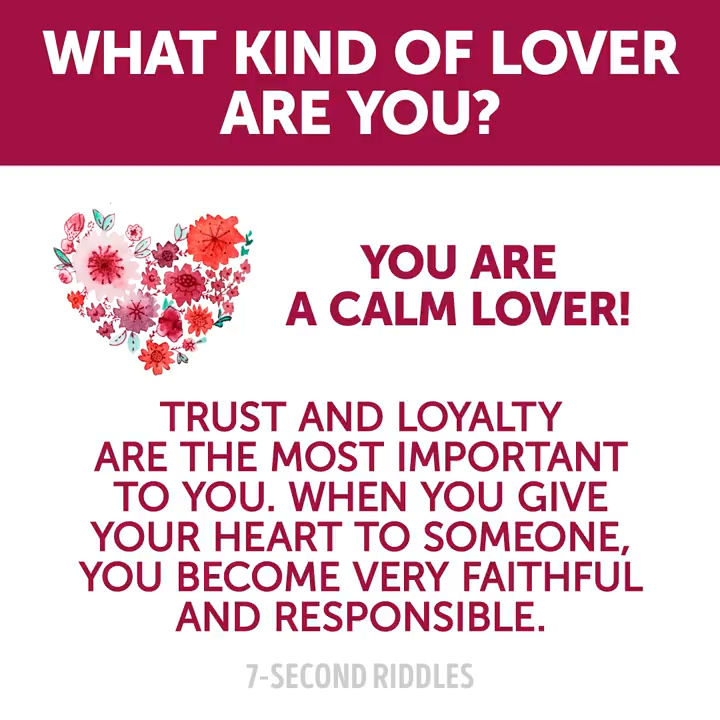 WHAT KIND OF LOVER
ARE YOU?
YOU ARE
A CALM LOVER!
TRUST AND LOYALTY
ARE THE MOST IMPORTANT
TO YOU. WHEN YOU GIVE
YOUR HEART TO SOMEONE,
YOU BECOME VERY FAITHFUL
AND RESPONSIBLE.
7-SECOND RIDDLES